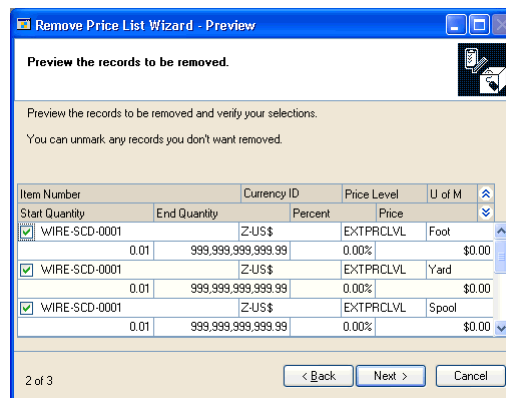 Remove Price List Wizard - Preview
Preview the records to be removed.
Preview the records to be removed and verify your selections.
You can unmark any records you don't want removed.
Item Number Currency ID Price Level U of M
Start Quantity End Quantity Percent Price
WIRE-SCD-0001 Z-US$ EXTPRCLVL Foot
0.01 999,999,999,999.99 0.00% $0.00
WIRE-SCD-0001 Z-US$ EXTPRCLVL Yard
0.01 999,999,999,999.99 0.00% $0.00
WIRE-SCD-0001 Z-US$ EXTPRCLVL Spool
0.01 999,999,999,999.99 0.00% $0.00
2 of 3 < Back Next > Cancel